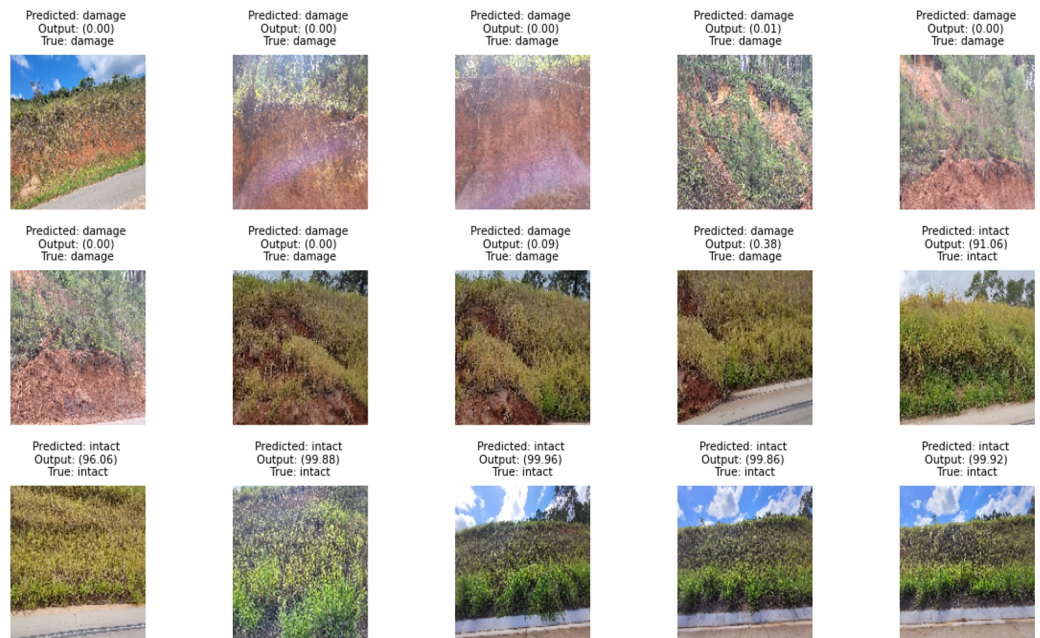 Predicted: damage
Output: (0.00)
True: damage
Predicted: damage
Output: (0.00)
True: damage
Predicted: damage
Output: (0.00)
True: damage
Predicted: damage
Output: (0.01)
True: damage
Predicted: damage
Output: (0.00)
True: damage
Predicted: damage
Output: (0.00)
True: damage
Predicted: damage
Output: (0.00)
True: damage
Predicted: damage
Output: (0.09)
True: damage
Predicted: damage
Output: (0.38)
True: damage
Predicted: intact
Output: (91.06)
True: intact
Predicted: intact
Output: (96.06)
True: intact
Predicted: intact
Output: (99.88)
True: intact
Predicted: intact
Output: (99.96)
True: intact
Predicted: intact
Output: (99.86)
True: intact
Predicted: intact
Output: (99.92)
True: intact